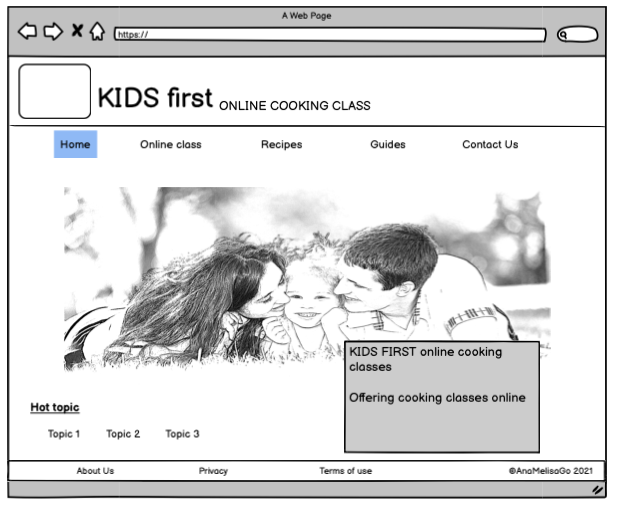 A Web Page
https://
KIDS first ONLINE COOKING CLASS
Home Online class Recipes Guides Contact Us
KIDS FIRST online cooking
classes
Offering cooking classes online
Hot topic
Topic 1 Topic 2 Topic 3
About Us Privacy Terms of use @AnaMelisaGo 2021